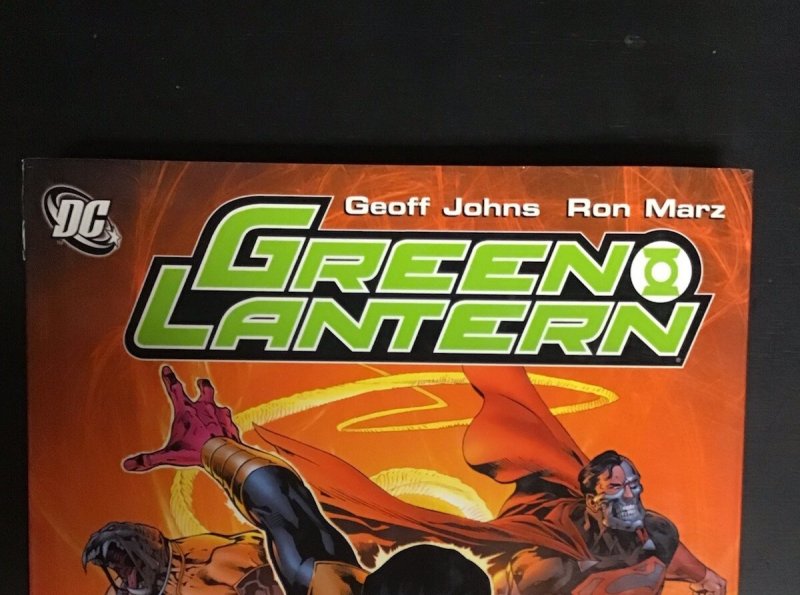 DC
Geoff Johns Ron Marz
GREEN
LANTERN